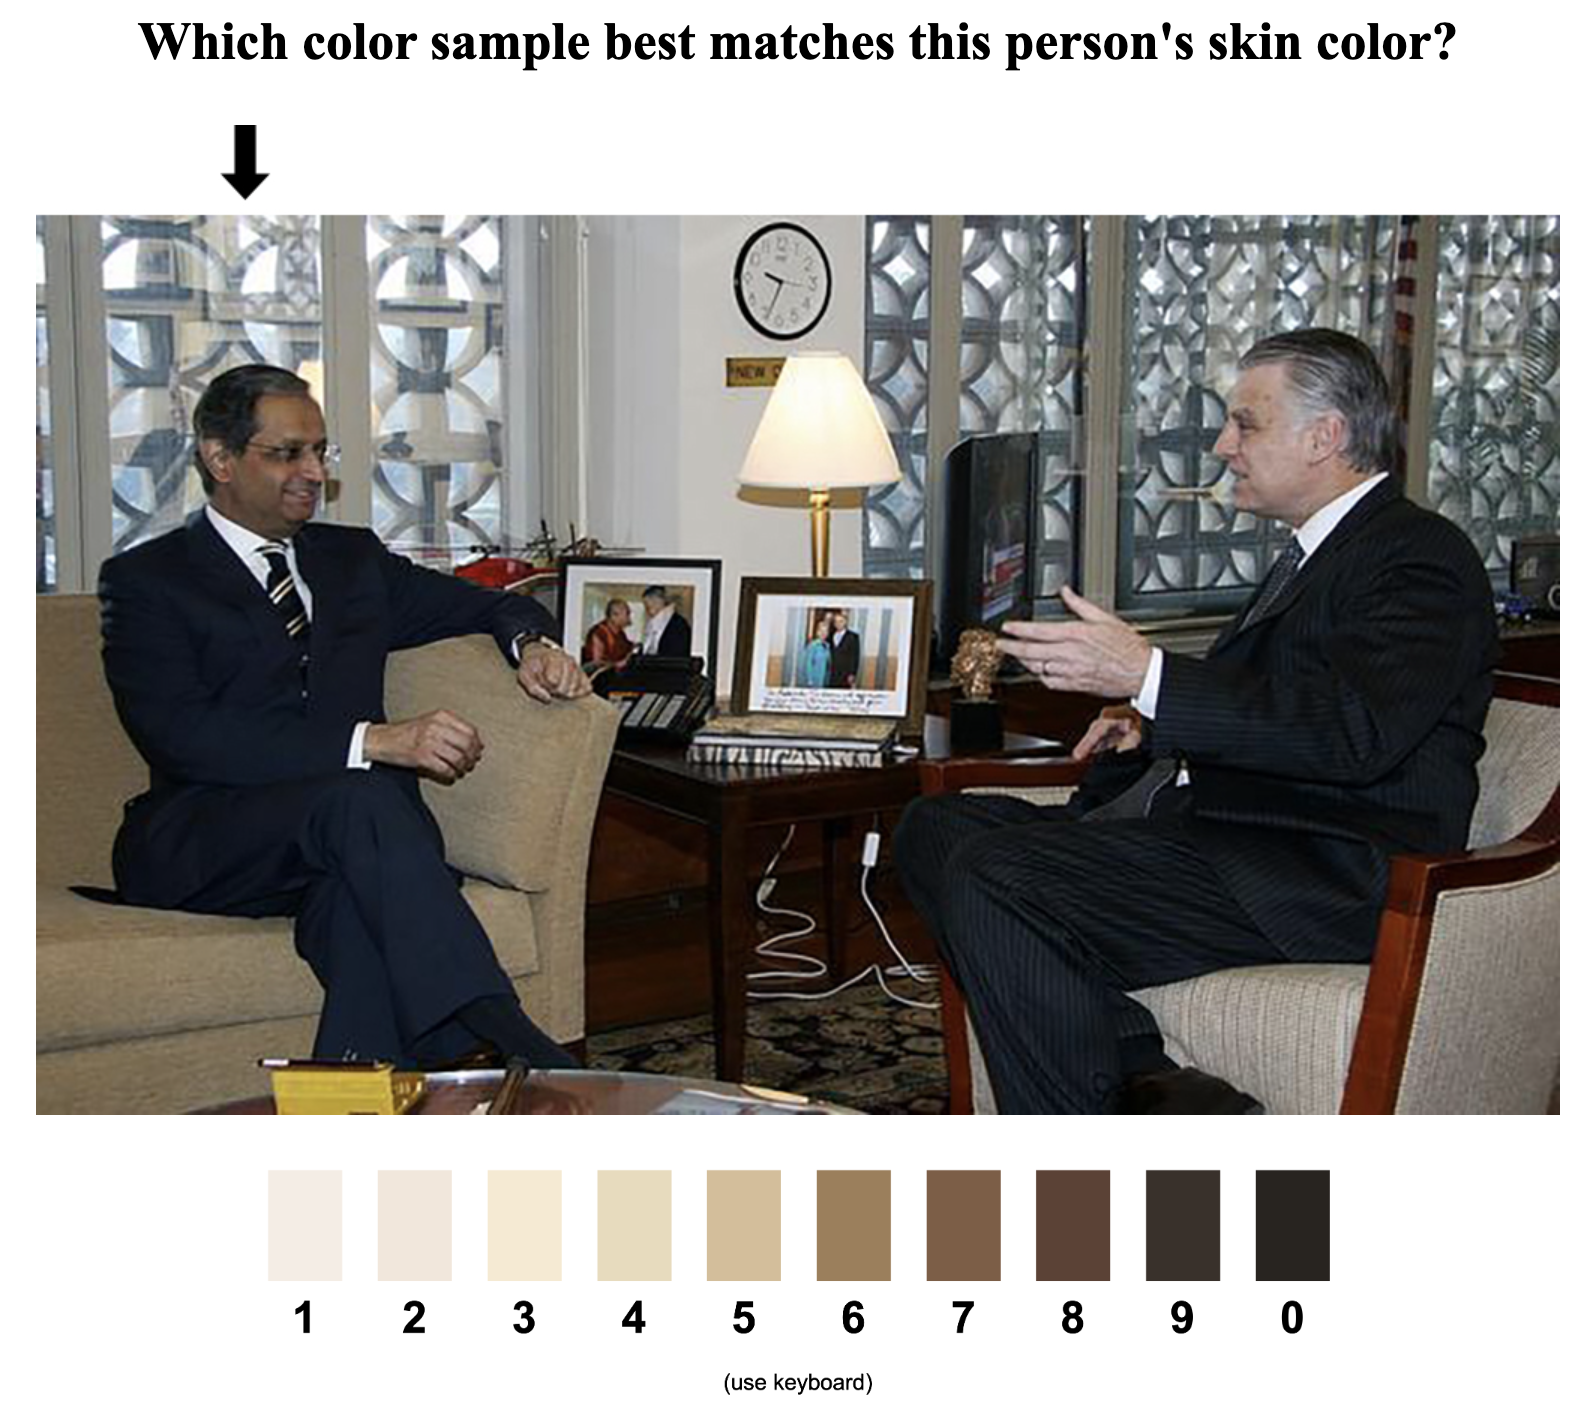 Which color sample best matches this person's skin color?
NEW
1 2 3 4 5 6 7 8 9 0
(use keyboard)